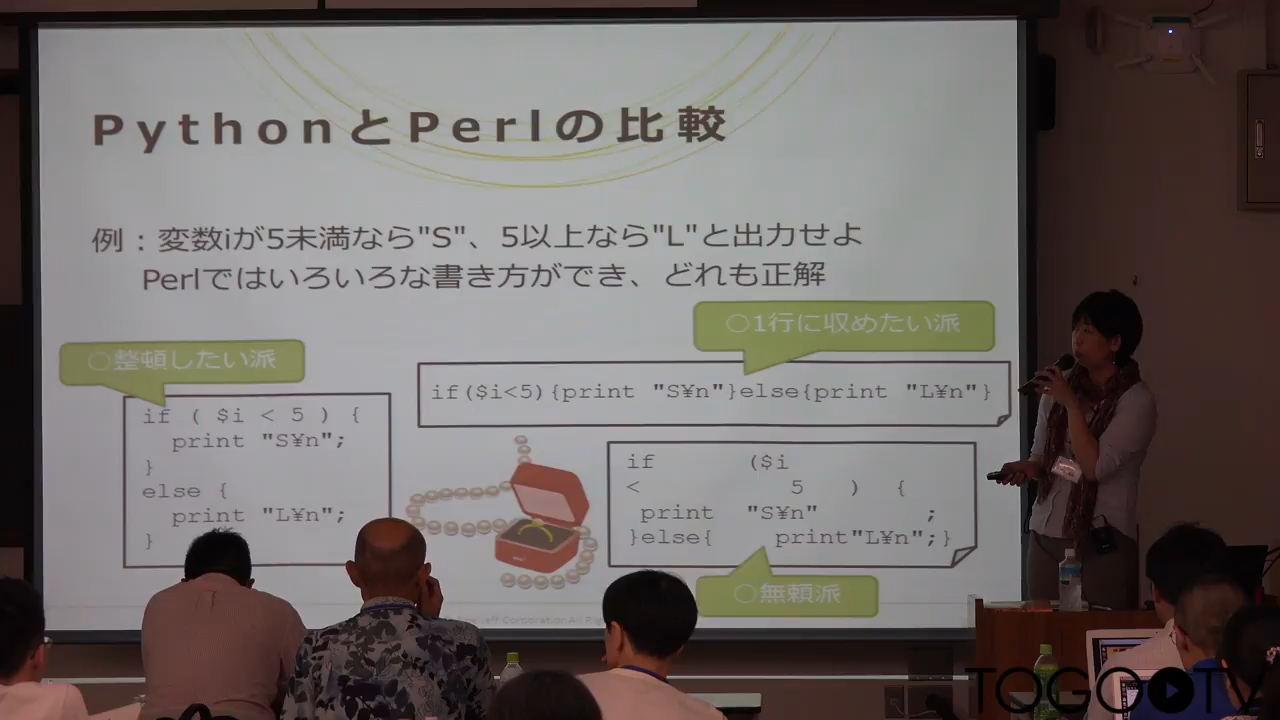 PythonとPerlの比較
例：変数iが5未満なら"S"、5以上なら"L"と出力せよ
Perlではいろいろな書き方ができ、どれも正解
○整頓したい派
if ( $i < 5 ) {
print "S¥n";
}
else {
print "L¥n";
}
○1行に収めたい派
if($i<5){print "S¥n"}else{print "L¥n"}
if ($i
< 5 ) {
print "S¥n" ;
}else{ print"L¥n";}
○無頼派
Corporation All
TOGOTV